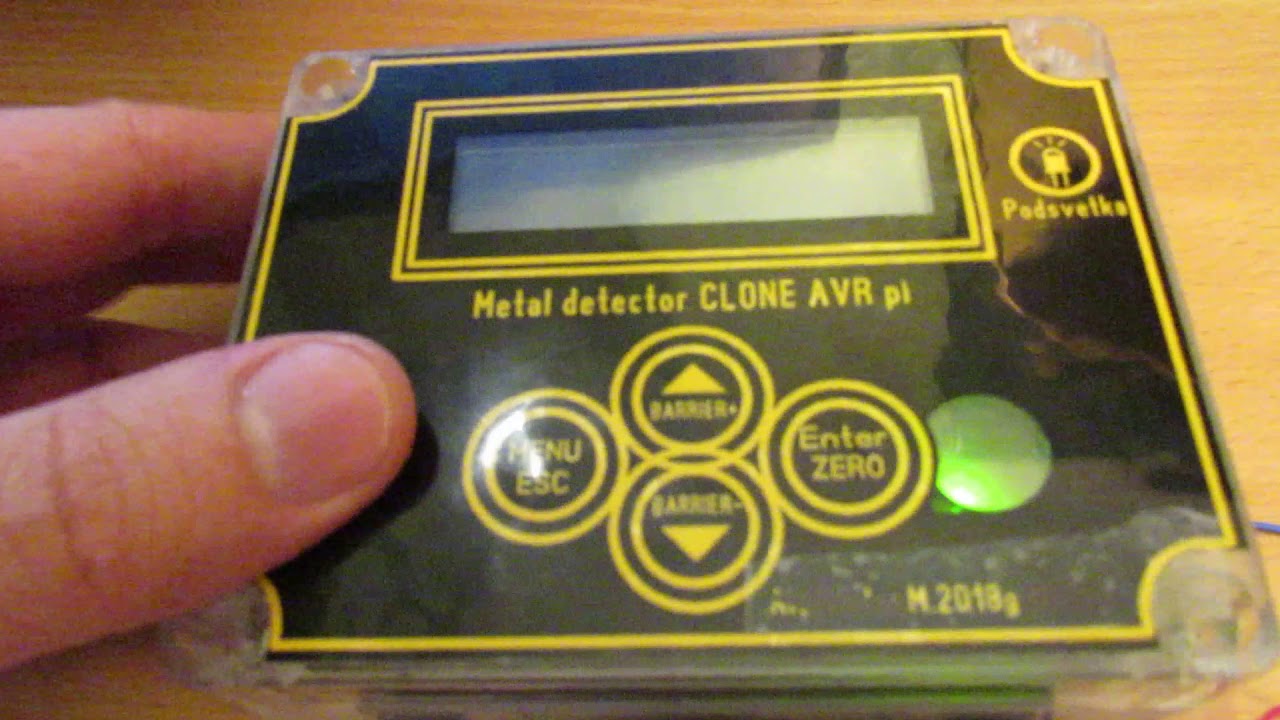 Podsvetka
Metal detector CLONE AVR pi
BARRIER+
MENU
ESC
Enter
ZERO
BARRIER-
M.2018g